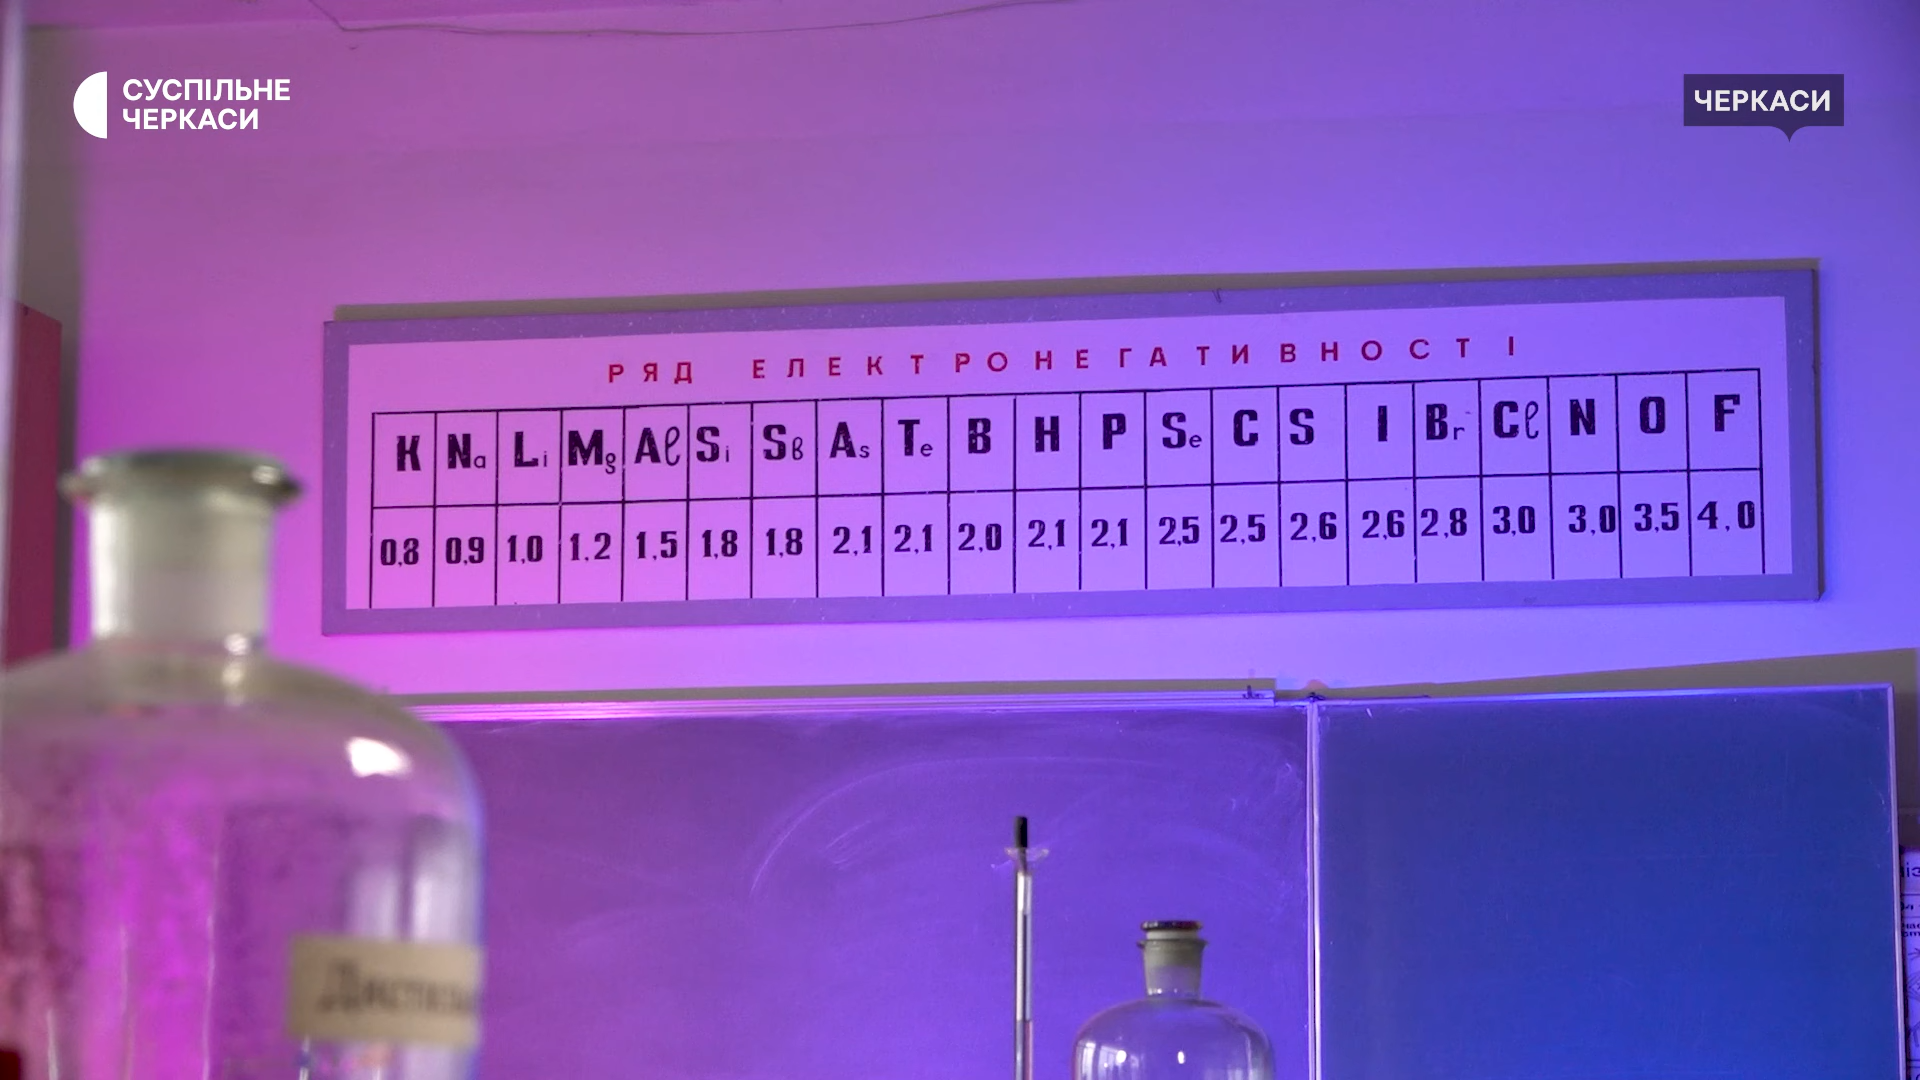 СУСПІЛЬНЕ
ЧЕРКАСИ
ЧЕРКАСИ
РЯД ЕЛЕКТРОНЕГАТИВНОСТІ
K Na Li Mg Aℓ Si Sв As Te B H P Se C S I Br Cℓ N O F
0,8 0,9 1,0 1.2 1,5 1,8 1,8 2,1 2,1 2,0 2,1 2,1 2,5 2,5 2,6 2,6 2,8 3,0 3,0 3,5 4,0